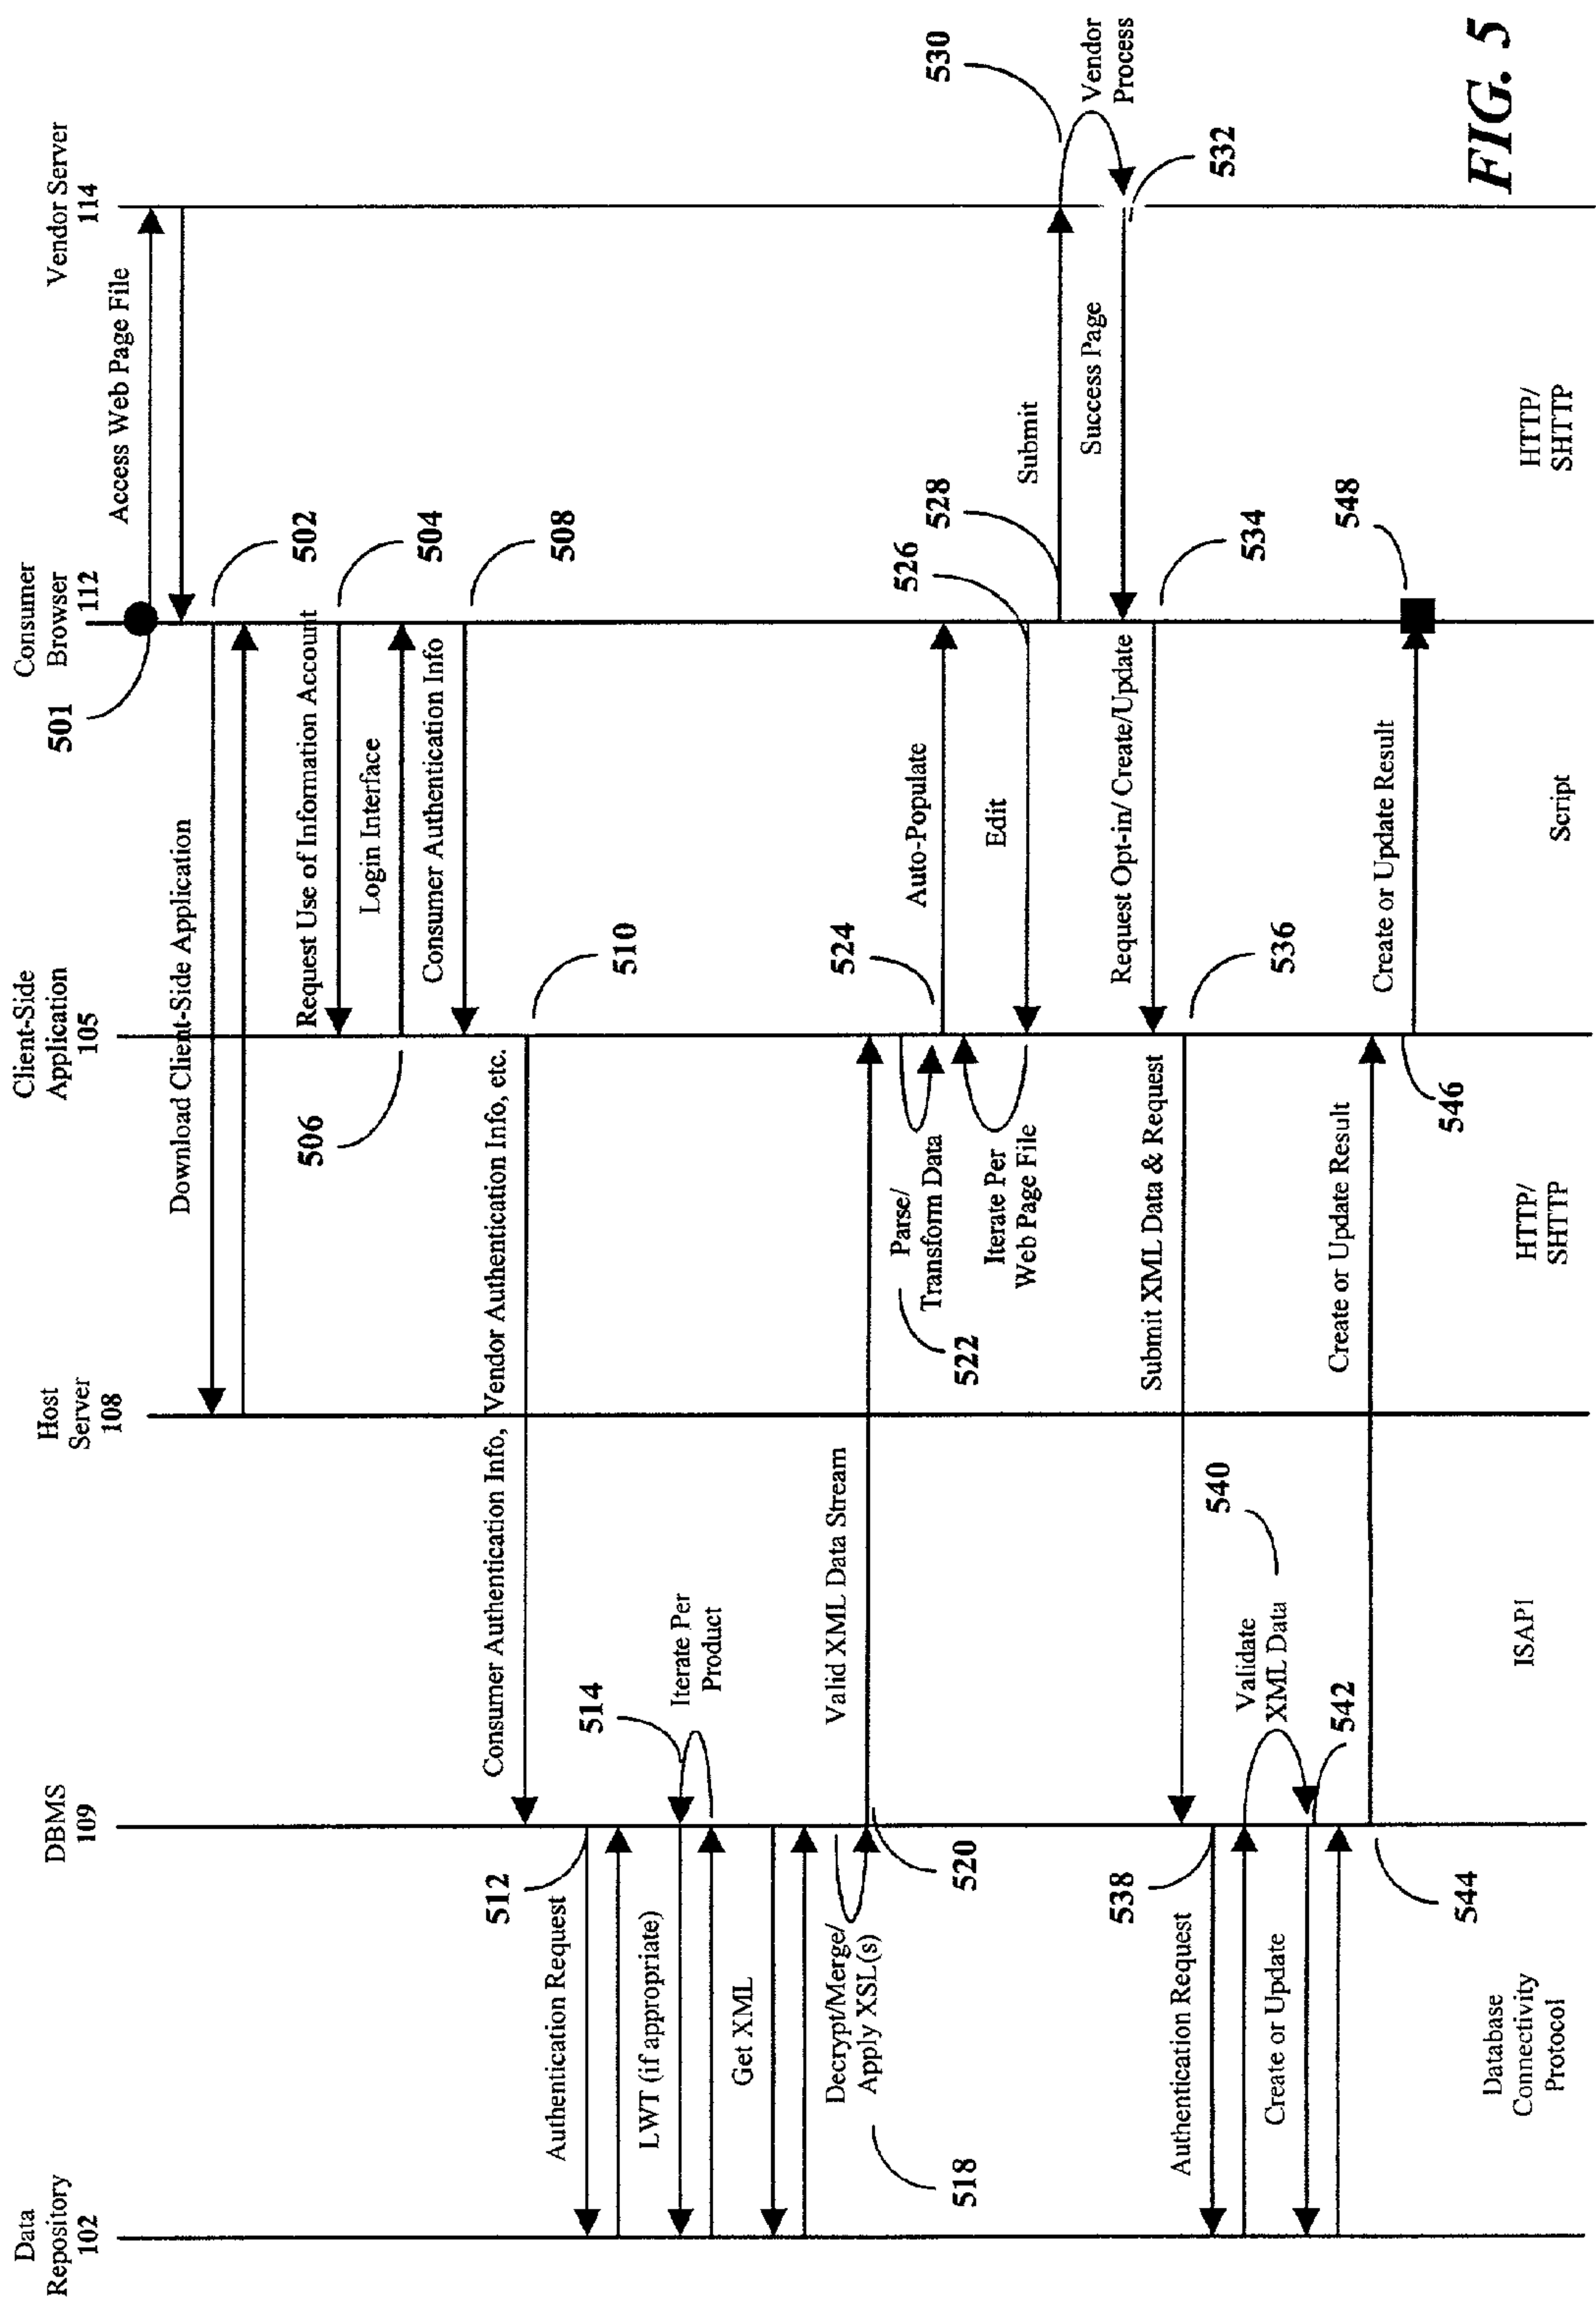 Data
Repository
102
DBMS
109
Host
Server
108
Client-Side
Application
105
Consumer
Browser
112
Vendor Server
114
501
Access Web Page File
Download Client-Side Application
502
Request Use of Information Account
504
Login Interface
506
Consumer Authentication Info
508
Consumer Authentication Info, Vendor Authentication Info, etc.
510
512
Authentication Request
514
LWT (if appropriate)
Iterate Per
Product
Get XML
Decrypt/Merge/
Apply XSL(s)
518
Valid XML Data Stream
520
Parse/
Transform Data
522
524
Auto-Populate
Iterate Per
Web Page File
Edit
526
528
Submit
530
Vendor
Process
Success Page
532
Request Opt-in/ Create/Update
534
Submit XML Data & Request
536
538
Authentication Request
Validate
XML Data
540
Create or Update
542
544
Create or Update Result
546
Create or Update Result
548
Database
Connectivity
Protocol
ISAPI
HTTP/
SHTTP
Script
HTTP/
SHTTP
FIG. 5